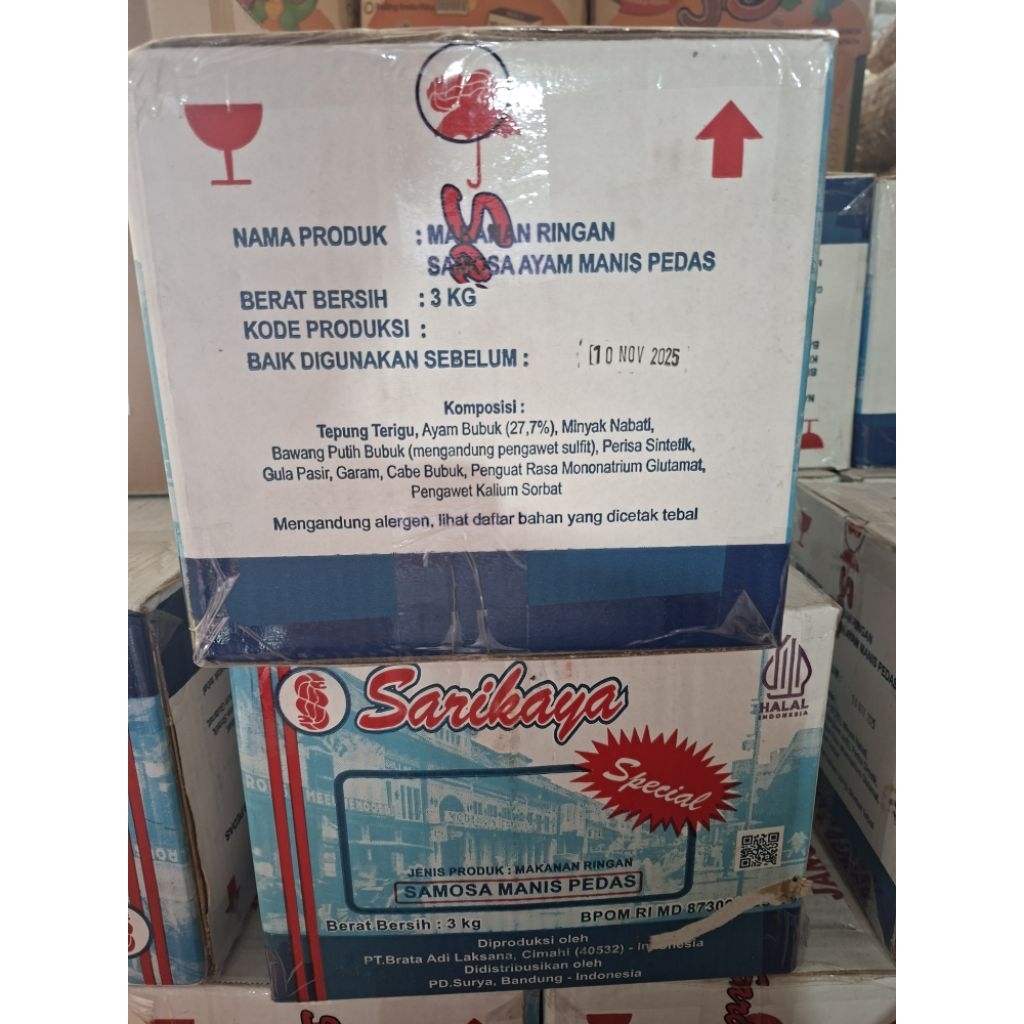 NAMA PRODUK : MAKANAN RINGAN
SAMOSA AYAM MANIS PEDAS
BERAT BERSIH : 3 KG
KODE PRODUKSI :
BAIK DIGUNAKAN SEBELUM : 10 NOV 2025
Komposisi :
Tepung Terigu, Ayam Bubuk (27,7%), Minyak Nabati,
Bawang Putih Bubuk (mengandung pengawet sulfit), Perisa Sintetik,
Gula Pasir, Garam, Cabe Bubuk, Penguat Rasa Mononatrium Glutamat,
Pengawet Kalium Sorbat
Mengandung alergen, lihat daftar bahan yang dicetak tebal
Sarikaya
HALAL
INDONESIA
Special
JENIS PRODUK : MAKANAN RINGAN
SAMOSA MANIS PEDAS
Berat Bersih : 3 kg
BPOM RI MD
Diproduksi oleh
PT.Brata Adi Laksana, Cimahi (40532) - Indonesia
Didistribusikan oleh
PD.Surya, Bandung - Indonesia